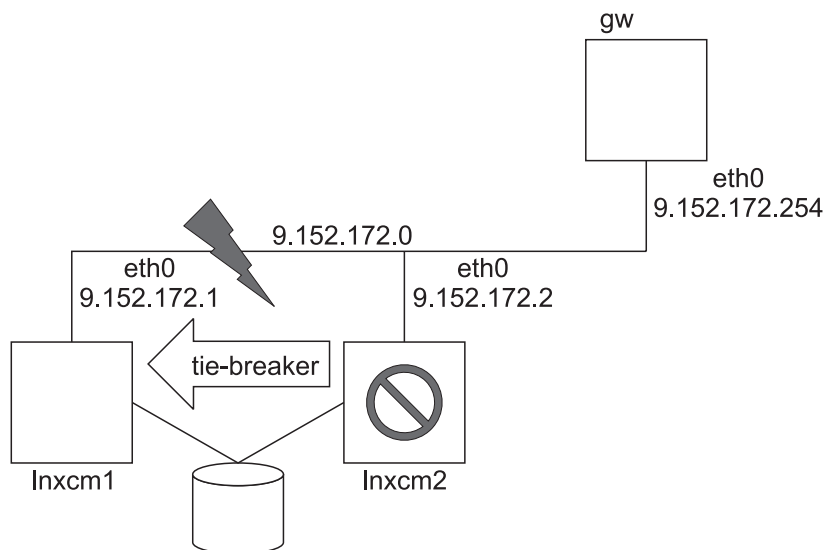 gw
eth0
9.152.172.254
9.152.172.0
eth0
9.152.172.1
eth0
9.152.172.2
tie-breaker
lnxcm1
lnxcm2